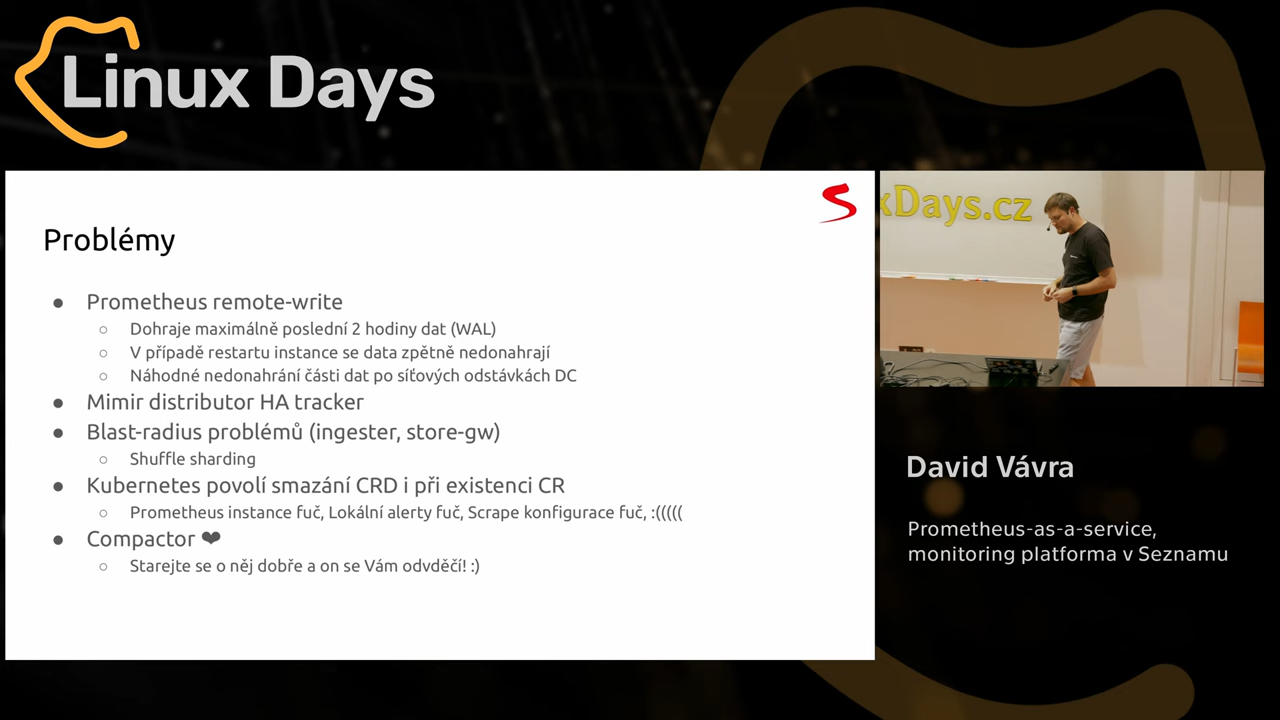 Linux Days
Problémy
Prometheus remote-write
Dohraje maximálně poslední 2 hodiny dat (WAL)
V případě restartu instance se data zpětně nedonahrají
Náhodné nedonahrání části dat po síťových odstávkách DC
Mimir distributor HA tracker
Blast-radius problémů (ingester, store-gw)
Shuffle sharding
Kubernetes povolí smazání CRD i při existenci CR
Prometheus instance fuč, Lokální alerty fuč, Scrape konfigurace fuč, :(((((
Compactor ❤
Starejte se o něj dobře a on se Vám odvděčí! :)
xDays.cz
David Vávra
Prometheus-as-a-service,
monitoring platforma v Seznamu